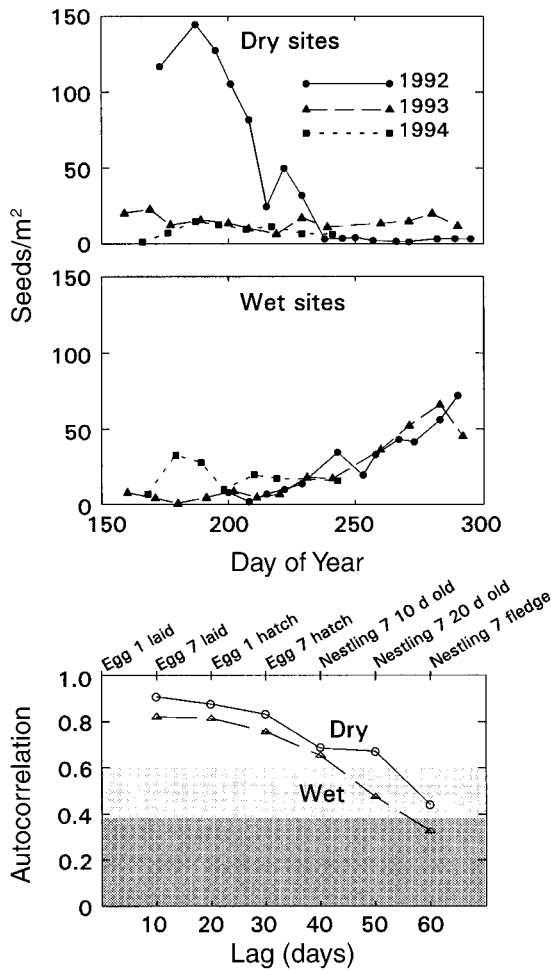 150
Dry sites
1992
100
1993
1994
50
0
Seeds/m²
150
Wet sites
100
50
0
150 200 250 300
Day of Year
Egg 1 laid
Egg 7 laid
Egg 1 hatch
Egg 7 hatch
Nestling 7 10 d old
Nestling 7 20 d old
Nestling 7 fledge
1.0
0.8
Dry
0.6
Wet
0.4
0.2
0
Autocorrelation
10 20 30 40 50 60
Lag (days)